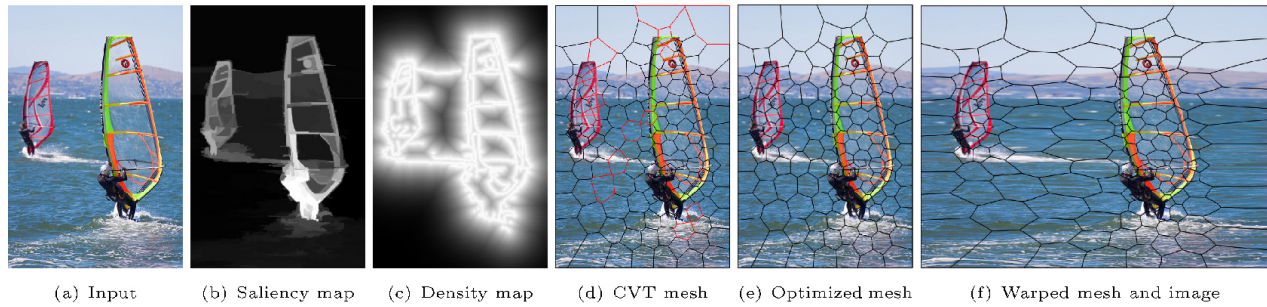 (a) Input
(b) Saliency map
(c) Density map
(d) CVT mesh
(e) Optimized mesh
(f) Warped mesh and image